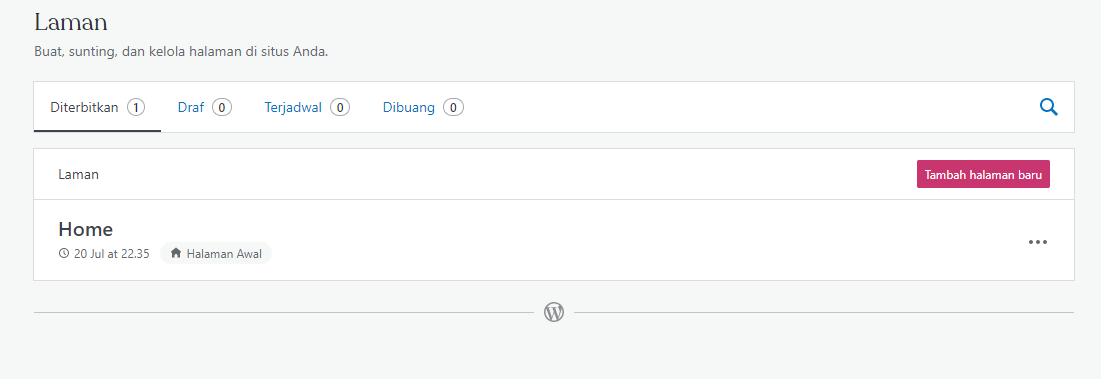 Laman
Buat, sunting, dan kelola halaman di situs Anda.
Diterbitkan 1 Draf 0 Terjadwal 0 Dibuang 0
Laman Tambah halaman baru
Home
20 Jul at 22.35 Halaman Awal